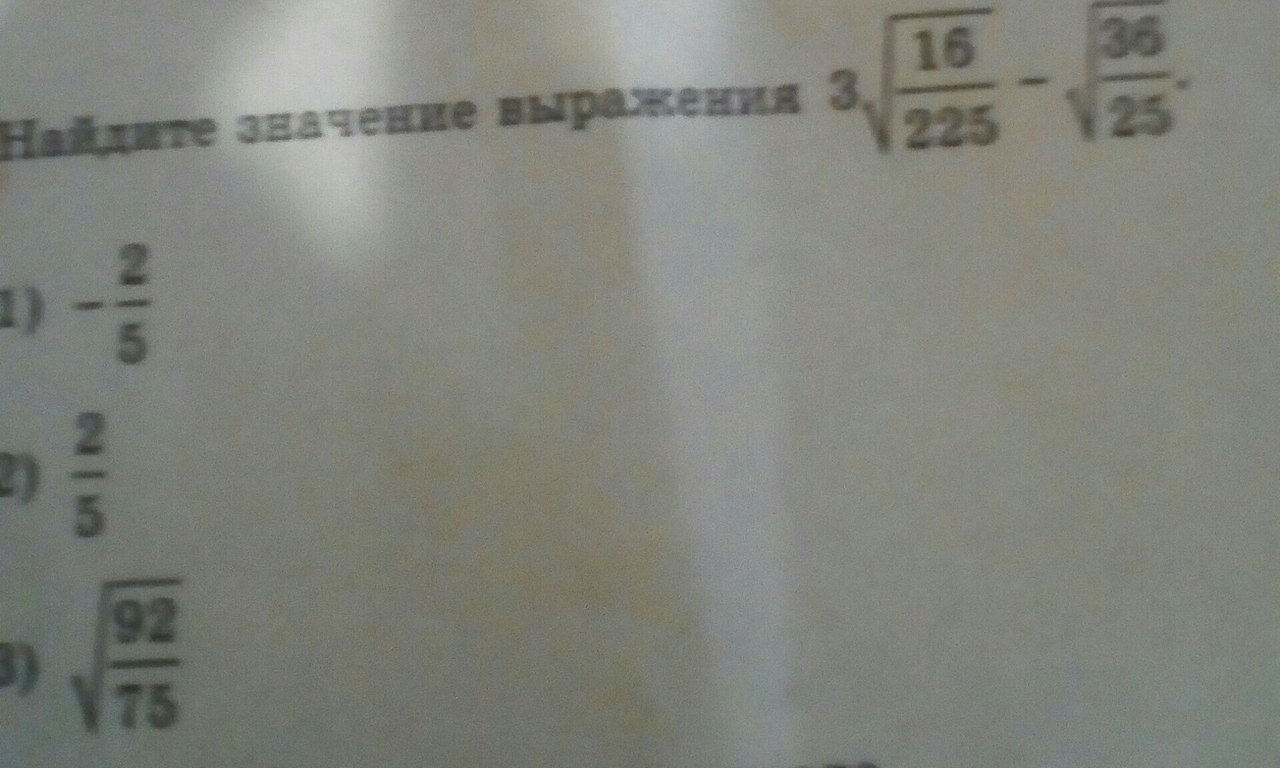 Найдите значение выражения 3√(16/225) − √(36/25).
1) −2/5
2) 2/5
3) √(92/75)